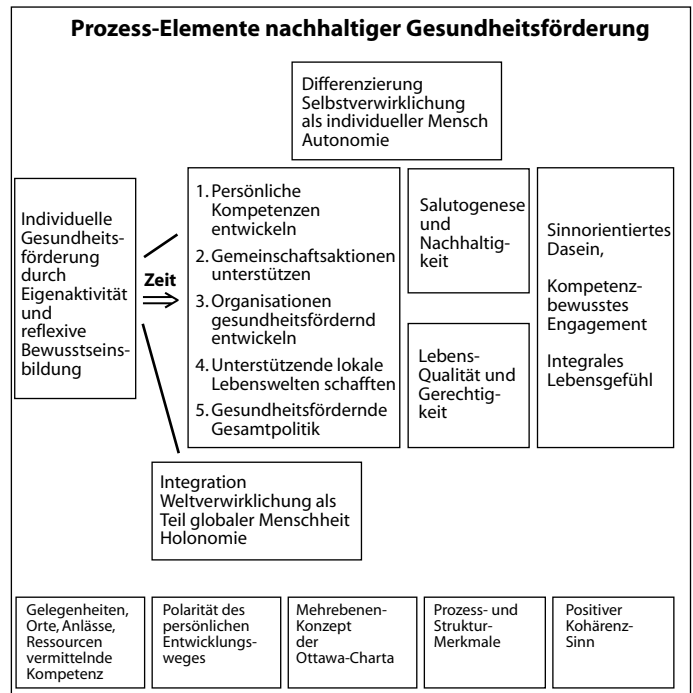 Prozess-Elemente nachhaltiger Gesundheitsförderung
Differenzierung
Selbstverwirklichung
als individueller Mensch
Autonomie
Individuelle
Gesundheits-
förderung
durch
Eigenaktivität
und
reflexive
Bewusstseins-
bildung
Zeit
1. Persönliche
Kompetenzen
entwickeln
2. Gemeinschaftsaktionen
unterstützen
3. Organisationen
gesundheitsfördernd
entwickeln
4. Unterstützende lokale
Lebenswelten schafften
5. Gesundheitsfördernde
Gesamtpolitik
Salutogenese
und
Nachhaltig-
keit
Lebens-
Qualität und
Gerechtig-
keit
Sinnorientiertes
Dasein,
Kompetenz-
bewusstes
Engagement
Integrales
Lebensgefühl
Integration
Weltverwirklichung als
Teil globaler Menschheit
Holonomie
Gelegenheiten,
Orte, Anlässe,
Ressourcen
vermittelnde
Kompetenz
Polarität des
persönlichen
Entwicklungs-
weges
Mehrebenen-
Konzept
der
Ottawa-Charta
Prozess- und
Struktur-
Merkmale
Positiver
Kohärenz-
Sinn